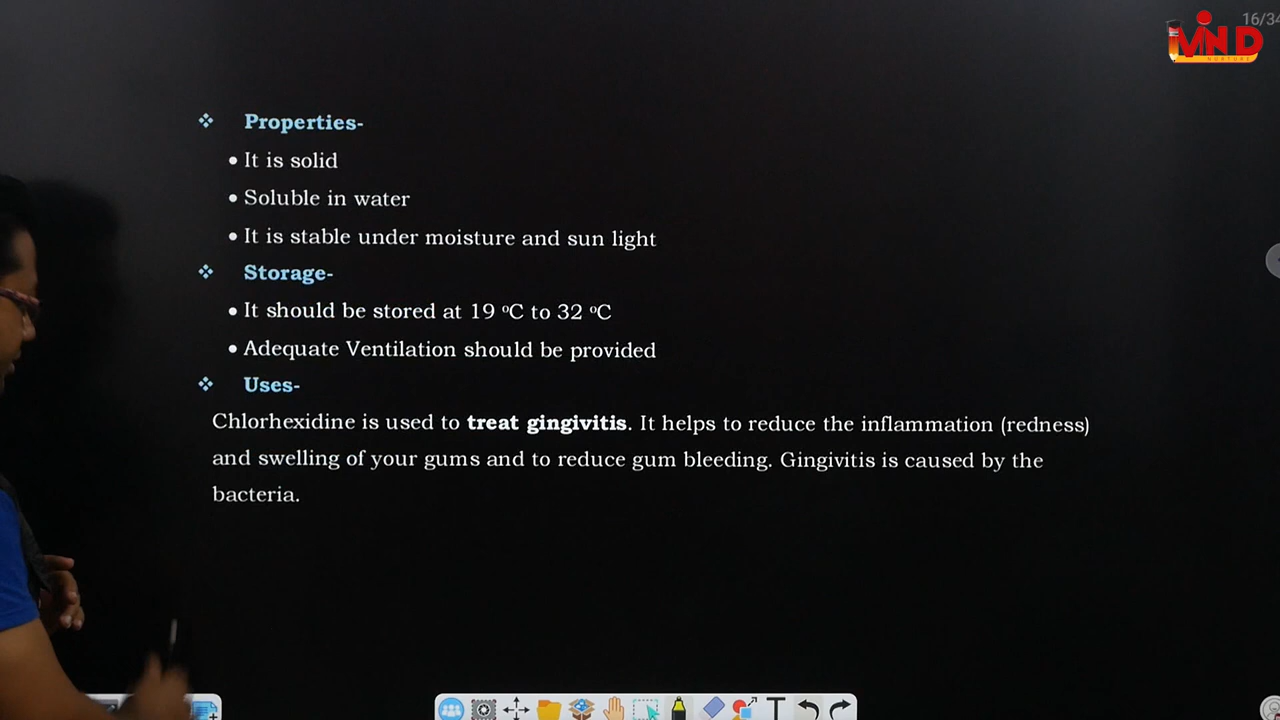 16/34
MIND
NURTURE
❖ Properties-
• It is solid
• Soluble in water
• It is stable under moisture and sun light
❖ Storage-
• It should be stored at 19 ºC to 32 ºC
• Adequate Ventilation should be provided
❖ Uses-
Chlorhexidine is used to treat gingivitis. It helps to reduce the inflammation (redness)
and swelling of your gums and to reduce gum bleeding. Gingivitis is caused by the
bacteria.